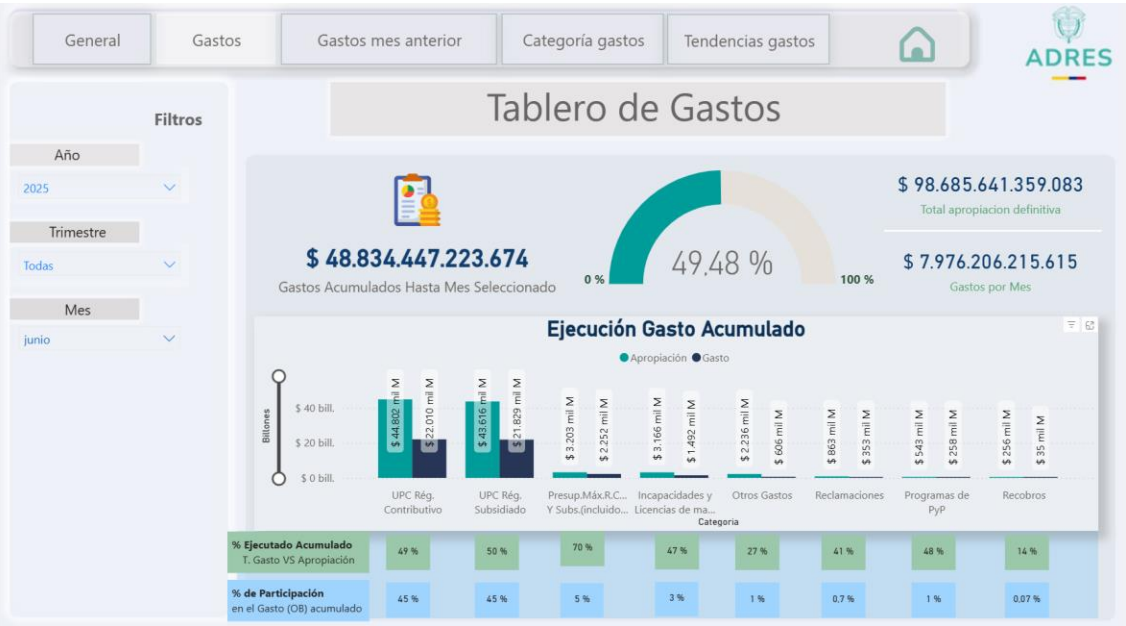 General
Gastos
Gastos mes anterior
Categoría gastos
Tendencias gastos
ADRES
Filtros
Año
2025
Trimestre
Todas
Mes
junio
Tablero de Gastos
$ 48.834.447.223.674
Gastos Acumulados Hasta Mes Seleccionado
0 %
49,48 %
100 %
$ 98.685.641.359.083
Total apropiacion definitiva
$ 7.976.206.215.615
Gastos por Mes
Ejecución Gasto Acumulado
Apropiación
Gasto
Billones
$ 40 bill.
$ 20 bill.
$ 0 bill.
$ 44.802 mil M
$ 22.010 mil M
$ 43.616 mil M
$ 21.829 mil M
$ 3.203 mil M
$ 2.252 mil M
$ 3.166 mil M
$ 1.492 mil M
$ 2.236 mil M
$ 606 mil M
$ 863 mil M
$ 353 mil M
$ 543 mil M
$ 258 mil M
$ 256 mil M
$ 35 mil M
UPC Rég.
Contributivo
UPC Rég.
Subsidiado
Presup.Máx.R.C...
Y Subs.(incluido...
Incapacidades y
Licencias de ma...
Otros Gastos
Reclamaciones
Programas de
PyP
Recobros
Categoria
% Ejecutado Acumulado
T. Gasto VS Apropiación
49 %
50 %
70 %
47 %
27 %
41 %
48 %
14 %
% de Participación
en el Gasto (OB) acumulado
45 %
45 %
5 %
3 %
1 %
0,7 %
1 %
0,07 %